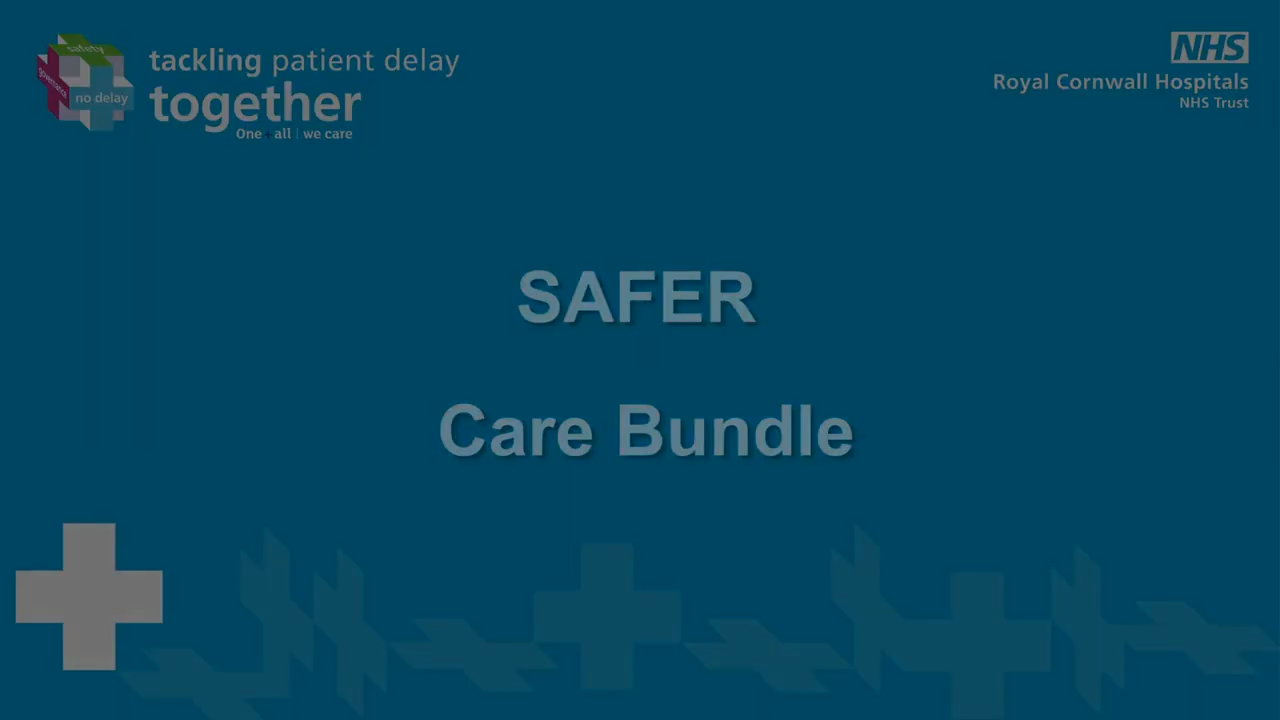 safety
governance
no delay
tackling patient delay
together
One + all | we care
NHS
Royal Cornwall Hospitals
NHS Trust
SAFER
Care Bundle